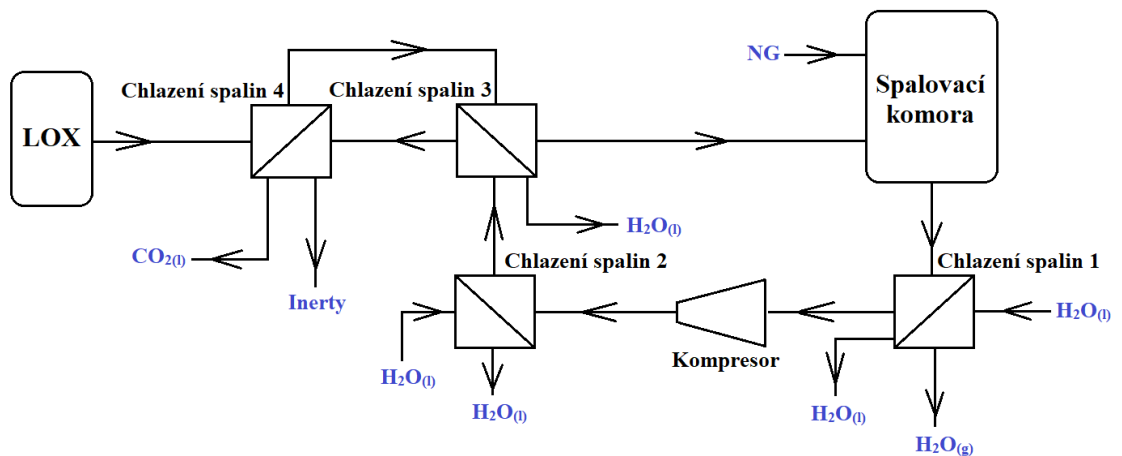 NG
Spalovací
komora
Chlazení spalin 4
Chlazení spalin 3
LOX
H₂O₍ₗ₎
CO₂₍ₗ₎
Chlazení spalin 2
Chlazení spalin 1
Inerty
H₂O₍ₗ₎
Kompresor
H₂O₍ₗ₎
H₂O₍ₗ₎
H₂O₍ₗ₎
H₂O₍g₎